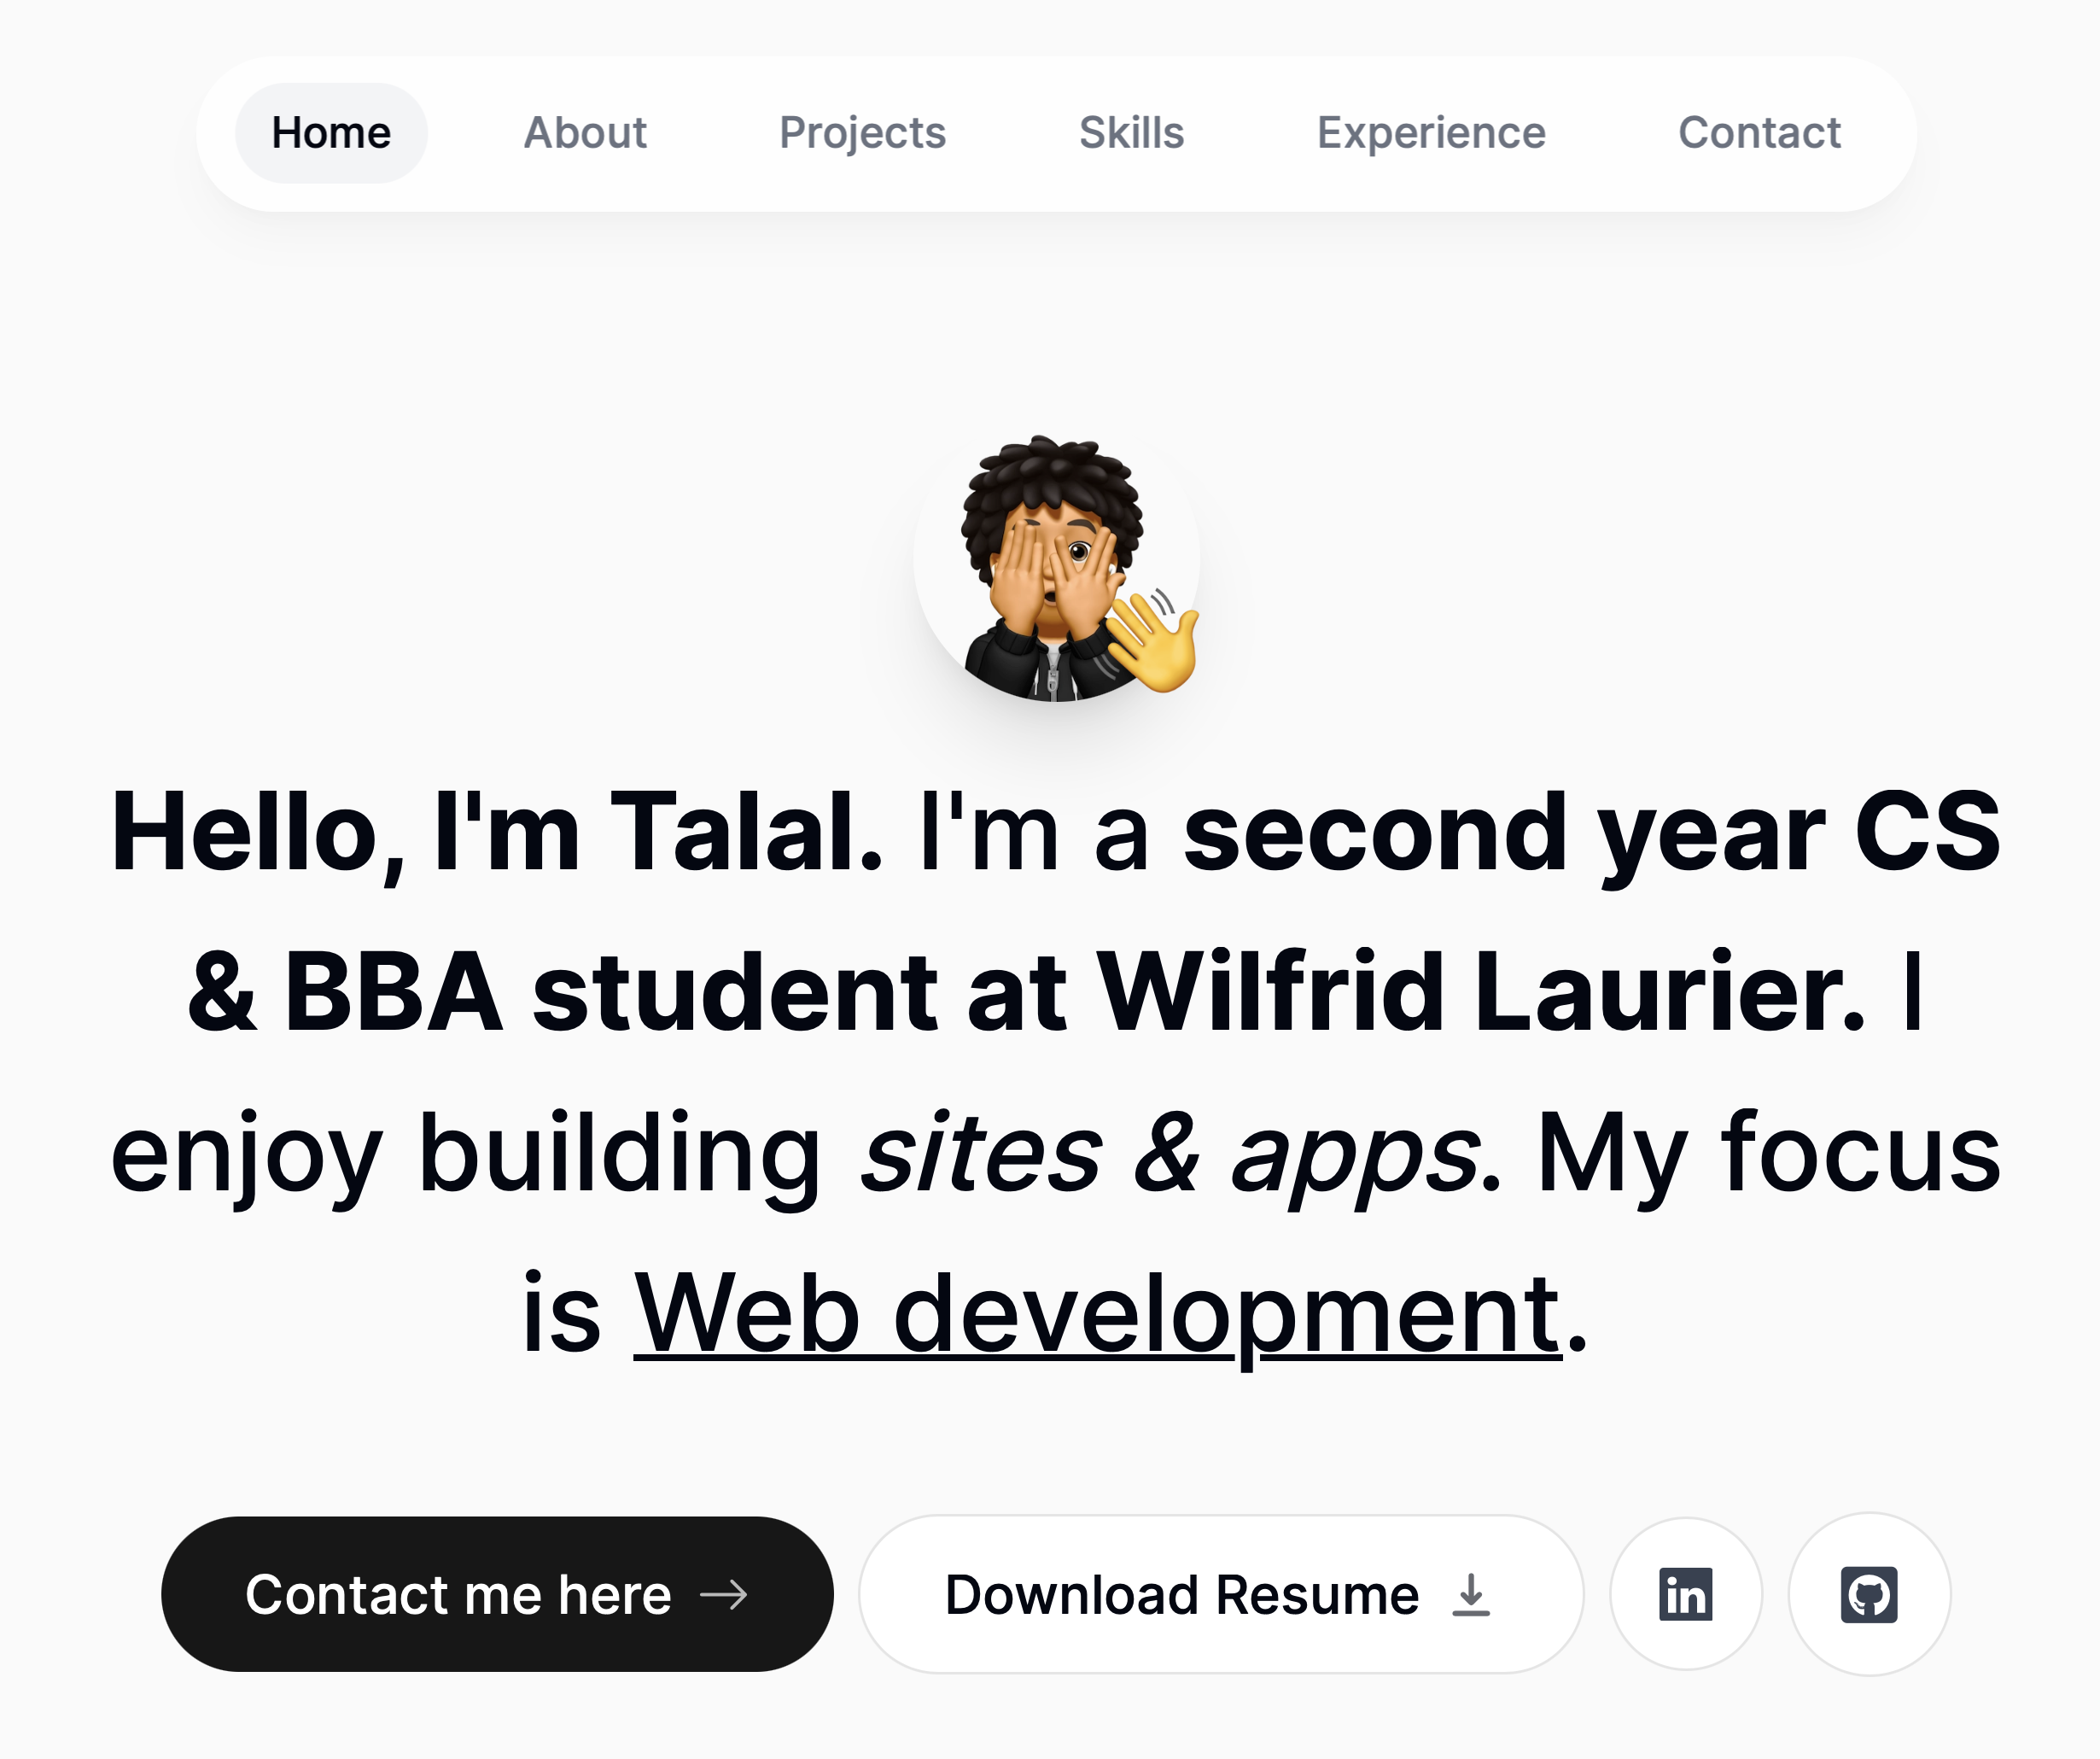 Home About Projects Skills Experience Contact
Hello, I'm Talal. I'm a second year CS
& BBA student at Wilfrid Laurier. I
enjoy building sites & apps. My focus
is Web development.
Contact me here Download Resume in